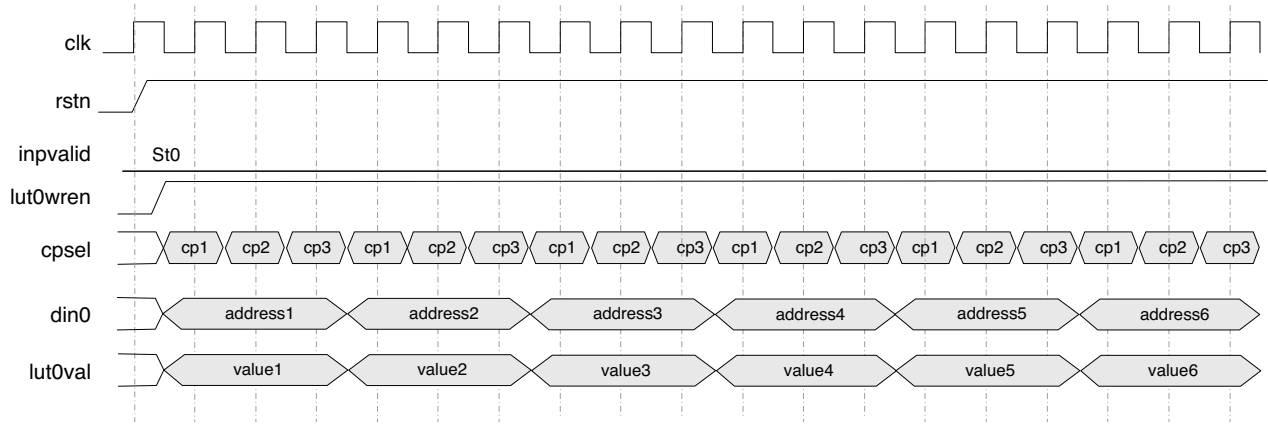 clk
rstn
inpvalid St0
lut0wren
cpsel cp1 cp2 cp3 cp1 cp2 cp3 cp1 cp2 cp3 cp1 cp2 cp3 cp1 cp2 cp3 cp1 cp2 cp3
din0 address1 address2 address3 address4 address5 address6
lut0val value1 value2 value3 value4 value5 value6